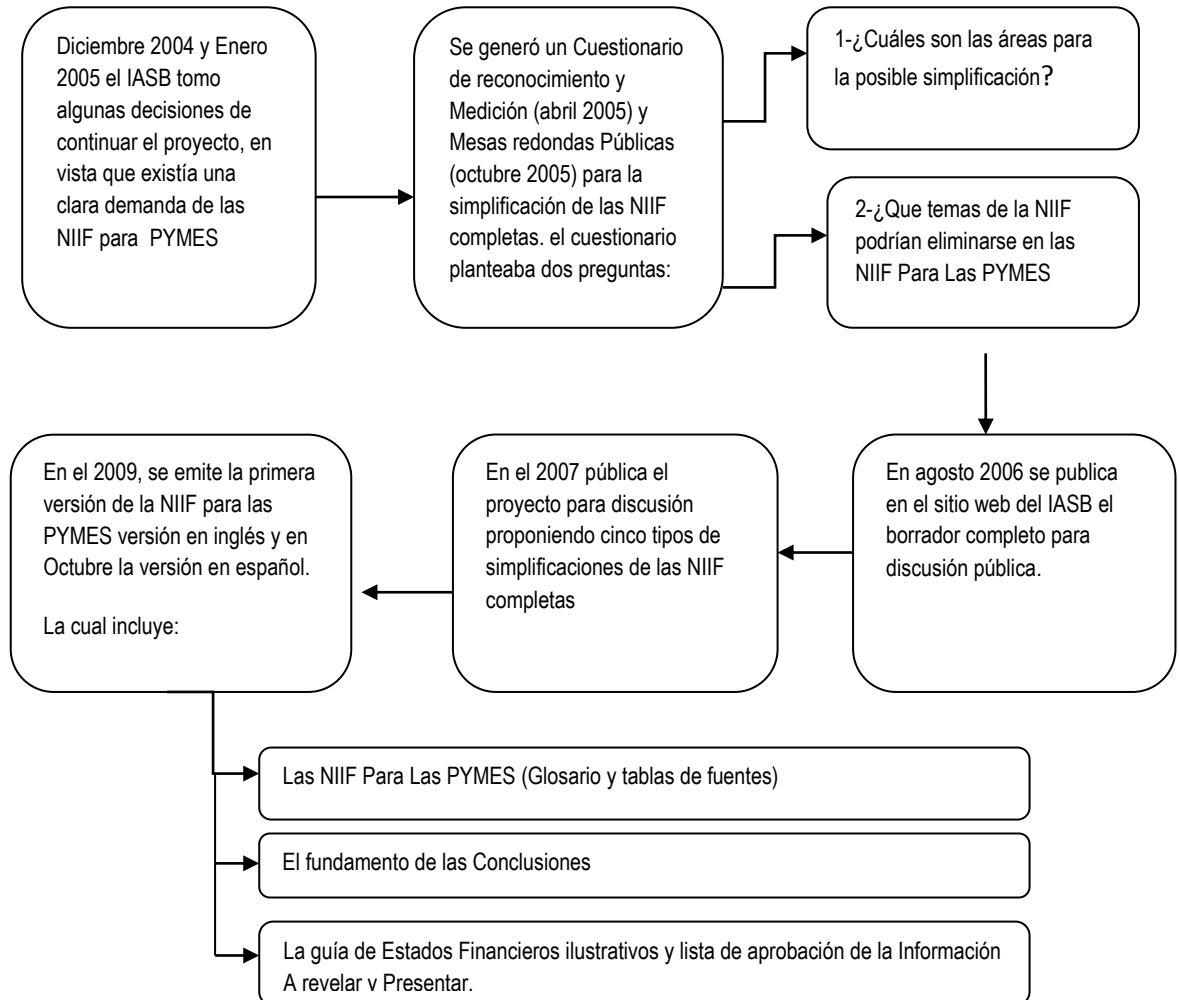 Diciembre 2004 y Enero
2005 el IASB tomo
algunas decisiones de
continuar el proyecto, en
vista que existía una
clara demanda de las
NIIF para PYMES
Se generó un Cuestionario
de reconocimiento y
Medición (abril 2005) y
Mesas redondas Públicas
(octubre 2005) para la
simplificación de las NIIF
completas. el cuestionario
planteaba dos preguntas:
1-¿Cuáles son las áreas para
la posible simplificación?
2-¿Que temas de la NIIF
podrían eliminarse en las
NIIF Para Las PYMES
En agosto 2006 se publica
en el sitio web del IASB el
borrador completo para
discusión pública.
En el 2007 pública el
proyecto para discusión
proponiendo cinco tipos de
simplificaciones de las NIIF
completas
En el 2009, se emite la primera
versión de la NIIF para las
PYMES versión en inglés y en
Octubre la versión en español.
La cual incluye:
Las NIIF Para Las PYMES (Glosario y tablas de fuentes)
El fundamento de las Conclusiones
La guía de Estados Financieros ilustrativos y lista de aprobación de la Información
A revelar y Presentar.